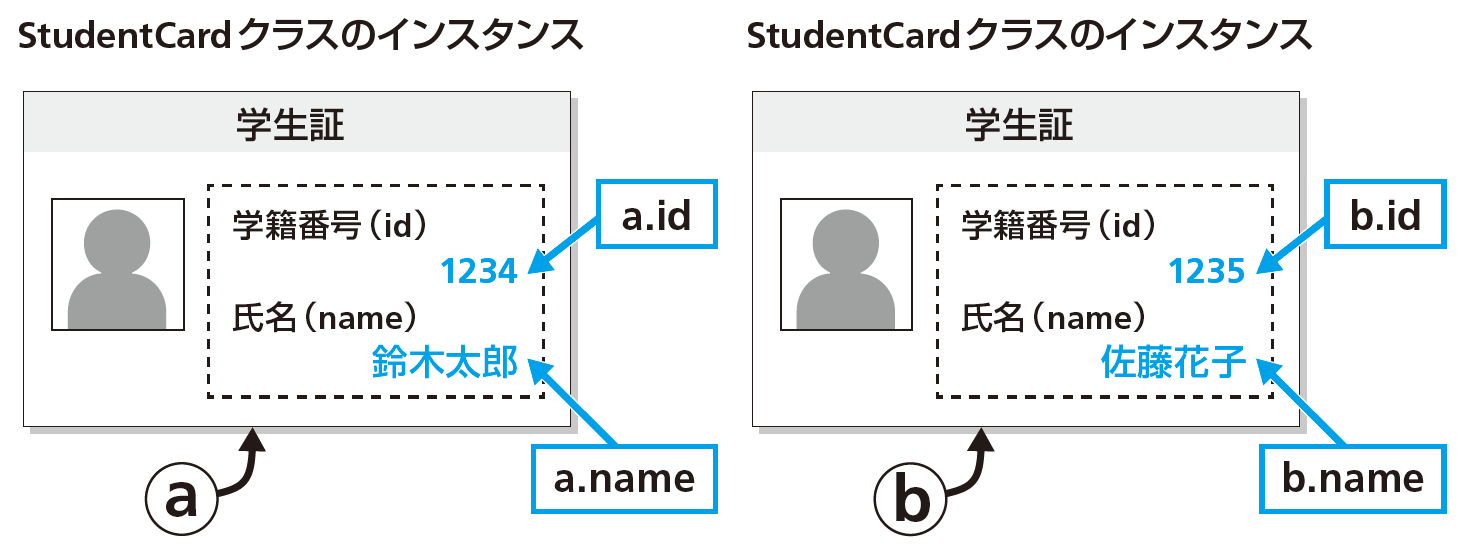 StudentCardクラスのインスタンス
学生証
学籍番号（id）
1234
氏名（name）
鈴木太郎
a.id
a.name
a
StudentCardクラスのインスタンス
学生証
学籍番号（id）
1235
氏名（name）
佐藤花子
b.id
b.name
b